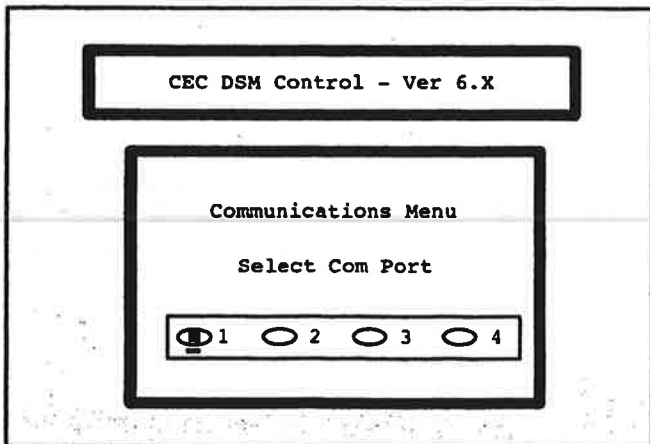 CEC DSM Control - Ver 6.X
Communications Menu
Select Com Port
1 2 3 4